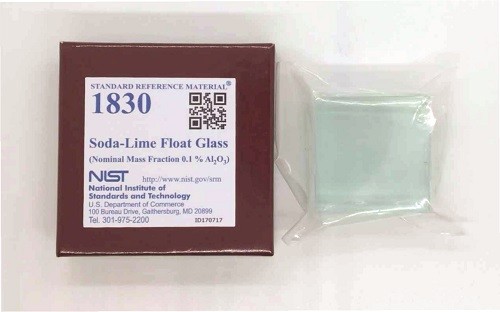 STANDARD REFERENCE MATERIAL®
1830
Soda-Lime Float Glass
(Nominal Mass Fraction 0.1 % Al₂O₃)
NIST http://www.nist.gov/srm
National Institute of
Standards and Technology
U.S. Department of Commerce
100 Bureau Drive, Gaithersburg, MD 20899
Tel. 301-975-2200 ID170717